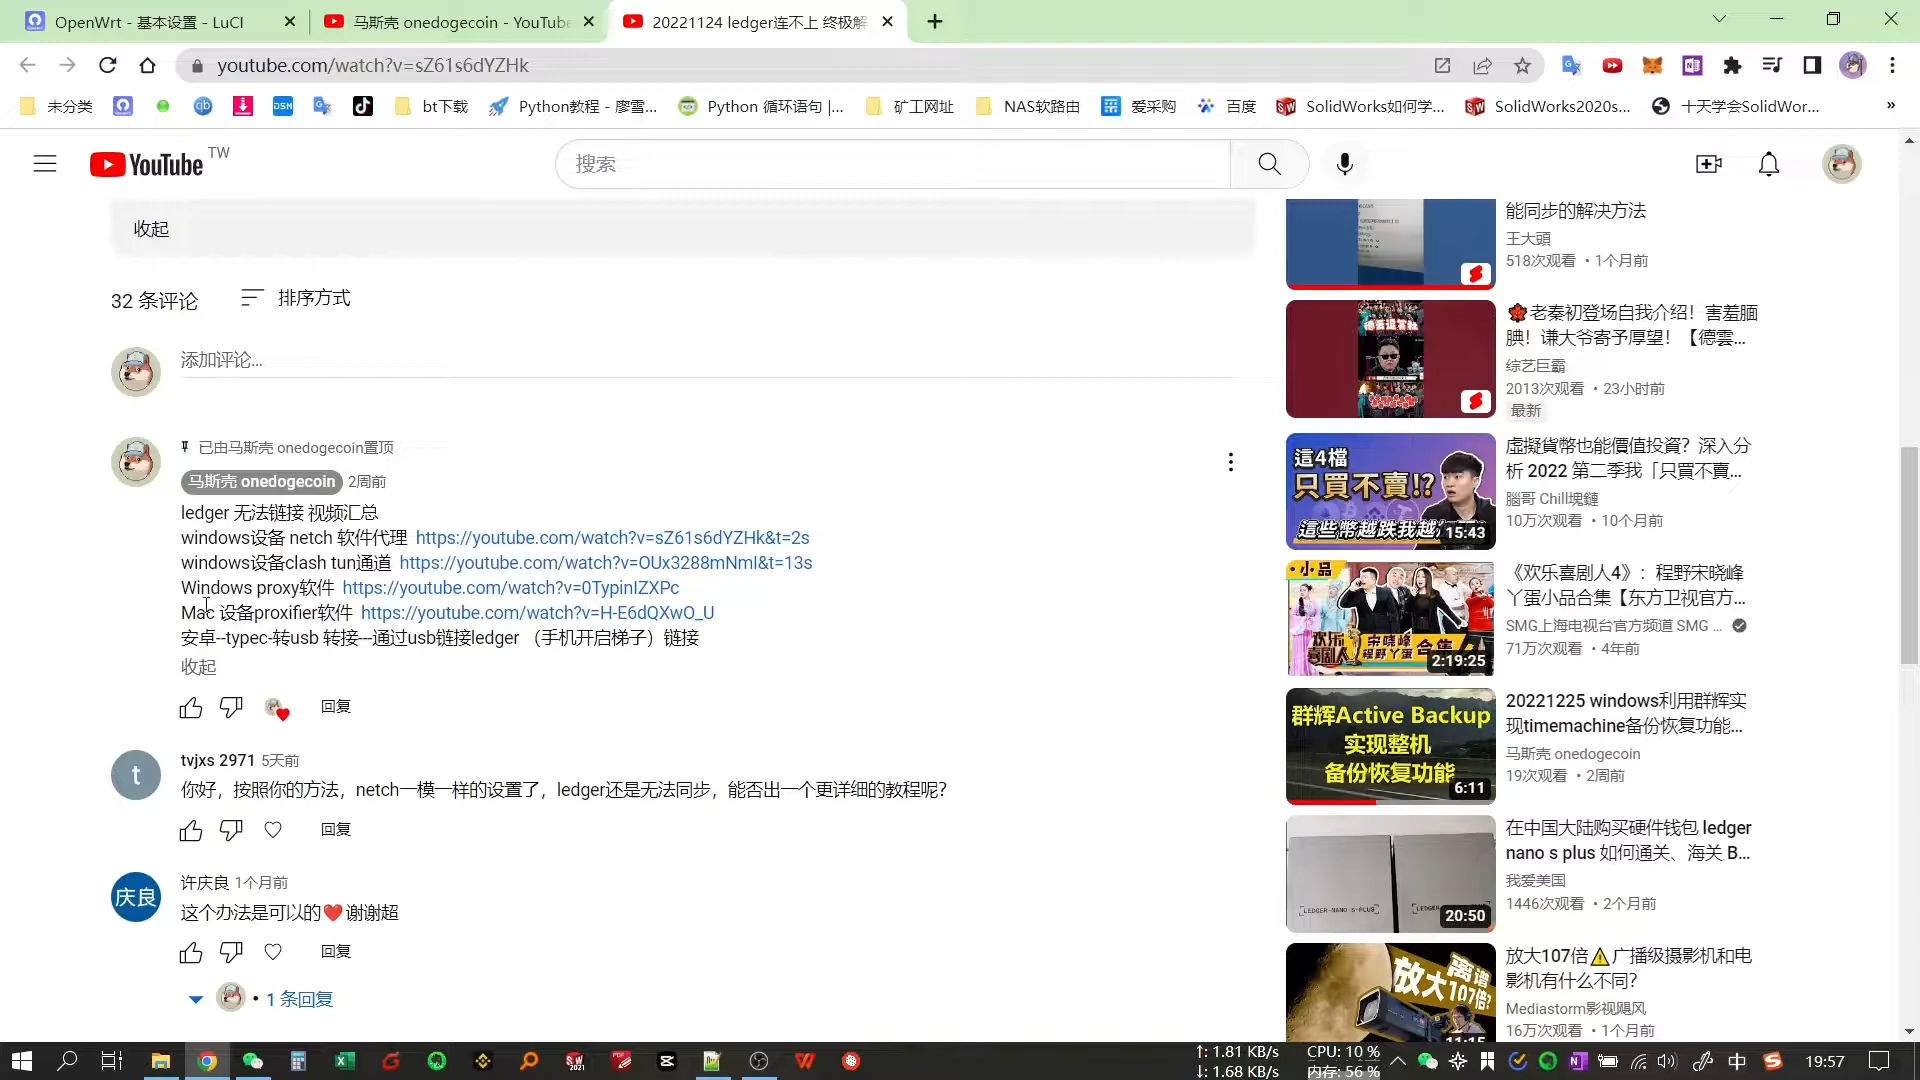 OpenWrt - 基本设置 - LuCI
马斯壳 onedogecoin - YouTube
20221124 ledger连不上 终极解
youtube.com/watch?v=sZ61s6dYZHk
未分类
bt下载
Python教程 - 廖雪...
Python 循环语句 |...
矿工网址
NAS软路由
爱采购
百度
SolidWorks如何学...
SolidWorks2020s...
十天学会SolidWor...
YouTube TW
搜索
收起
32 条评论
排序方式
添加评论...
已由马斯壳 onedogecoin置顶
马斯壳 onedogecoin 2周前
ledger 无法链接 视频汇总
windows设备 netch 软件代理 https://youtube.com/watch?v=sZ61s6dYZHk&t=2s
windows设备clash tun通道 https://youtube.com/watch?v=OUx3288mNmI&t=13s
Windows proxy软件 https://youtube.com/watch?v=0TypinIZXPc
Mac 设备proxifier软件 https://youtube.com/watch?v=H-E6dQXwO_U
安卓--typec-转usb 转接---通过usb链接ledger （手机开启梯子）链接
收起
回复
t
tvjxs 2971 5天前
你好，按照你的方法，netch一模一样的设置了，ledger还是无法同步，能否出一个更详细的教程呢？
回复
庆良
许庆良 1个月前
这个办法是可以的❤️谢谢超
回复
• 1 条回复
能同步的解决方法
王大頭
518次观看 • 1个月前
🍁老秦初登场自我介绍！害羞腼
腆！谦大爷寄予厚望！【德雲...
综艺巨霸
2013次观看 • 23小时前
最新
這4檔
只買不賣!?
這些幣越跌我越
15:43
虛擬貨幣也能價值投資？深入分
析 2022 第二季我「只買不賣...
腦哥 Chill塊鏈
10万次观看 • 10个月前
•小品
欢乐
喜剧人
宋晓峰
程野丫蛋
合集
2:19:25
《欢乐喜剧人4》：程野宋晓峰
丫蛋小品合集【东方卫视官方...
SMG上海电视台官方频道 SMG ...
71万次观看 • 4年前
群辉Active Backup
实现整机
备份恢复功能
6:11
20221225 windows利用群辉实
现timemachine备份恢复功能...
马斯壳 onedogecoin
19次观看 • 2周前
LEDGER-NANO-S-PLUS
20:50
在中国大陆购买硬件钱包 ledger
nano s plus 如何通关、海关 B...
我爱美国
1446次观看 • 2个月前
离谱
放大107倍
11:15
放大107倍⚠️广播级摄影机和电
影机有什么不同？
Mediastorm影视飓风
16万次观看 • 1个月前
↑: 1.81 KB/s
↓: 1.68 KB/s
CPU: 10 %
内存: 56 %
中
19:57